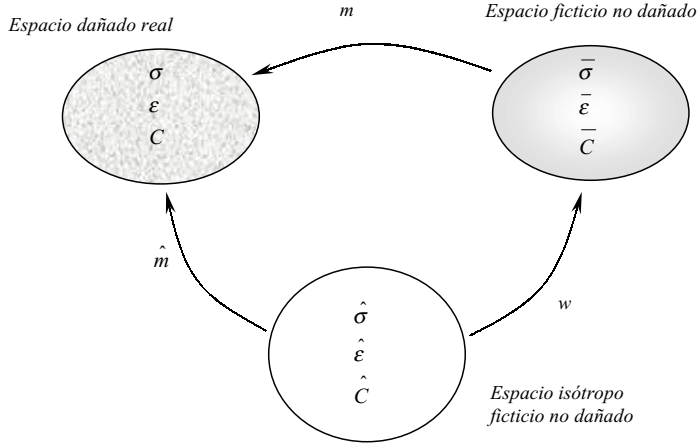 Espacio dañado real
m
Espacio ficticio no dañado
σ
ε
C
σ̅
ε̅
C̅
m̂
w
σ̂
ε̂
Ĉ
Espacio isótropo
ficticio no dañado